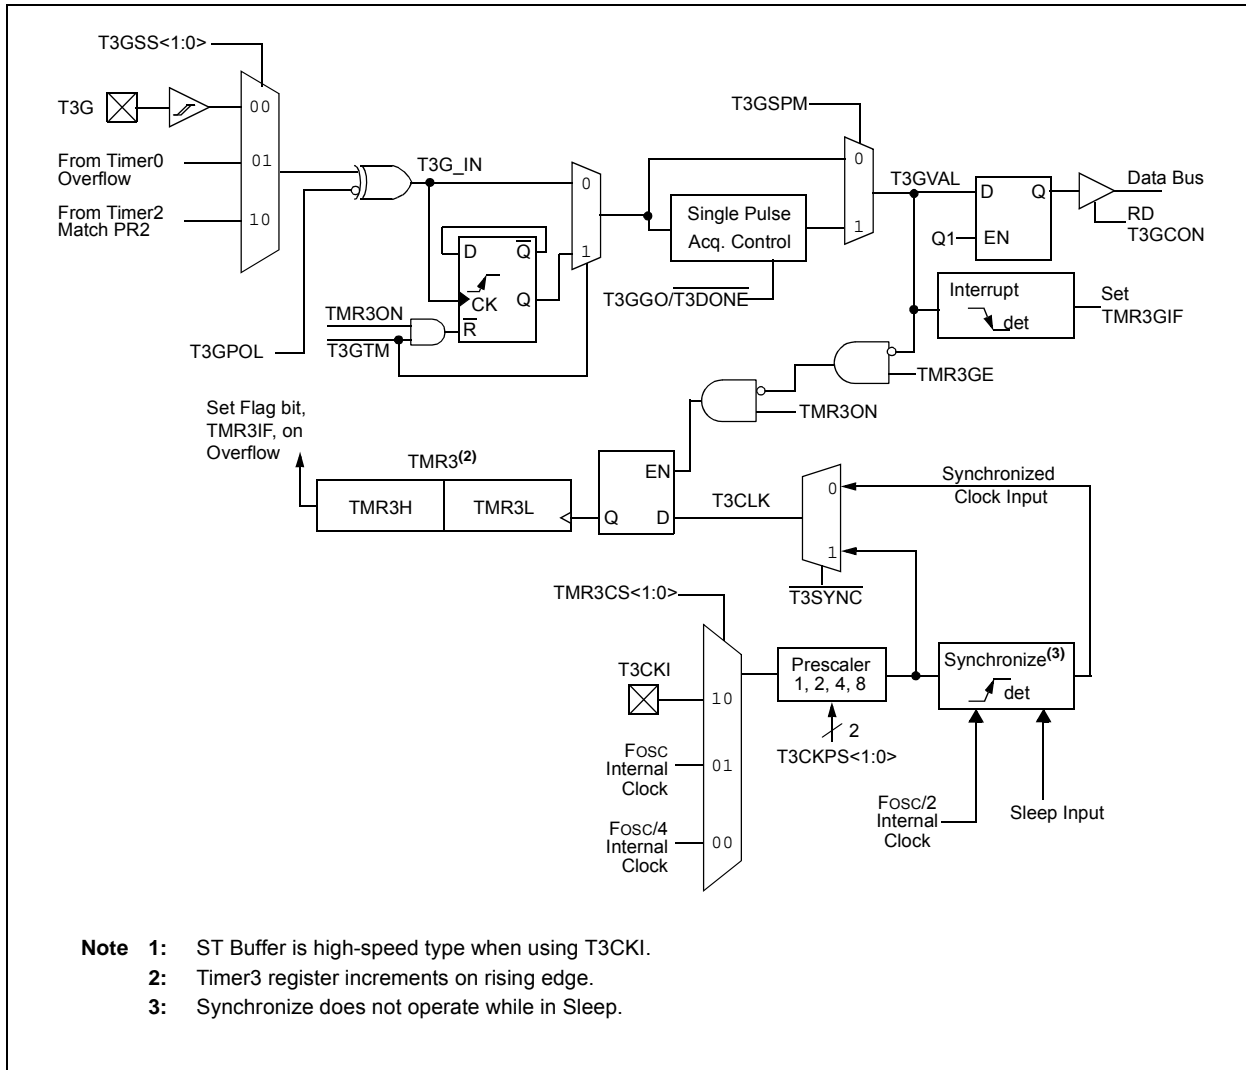 T3GSS<1:0>
T3G
00
From Timer0
Overflow
01
From Timer2
Match PR2
10
T3GPOL
T3G_IN
0
1
D
Q
CK
Q
R
TMR3ON
T3GTM
T3GSPM
Single Pulse
Acq. Control
T3GGO/T3DONE
0
1
T3GVAL
D
Q
Q1
EN
Data Bus
RD
T3GCON
Interrupt
det
Set
TMR3GIF
TMR3GE
TMR3ON
Set Flag bit,
TMR3IF, on
Overflow
TMR3(2)
TMR3H
TMR3L
EN
Q
D
T3CLK
0
1
T3SYNC
Synchronized
Clock Input
TMR3CS<1:0>
T3CKI
10
FOSC
Internal
Clock
01
FOSC/4
Internal
Clock
00
Prescaler
1, 2, 4, 8
2
T3CKPS<1:0>
Synchronize(3)
det
FOSC/2
Internal
Clock
Sleep Input
Note 1: ST Buffer is high-speed type when using T3CKI.
2: Timer3 register increments on rising edge.
3: Synchronize does not operate while in Sleep.